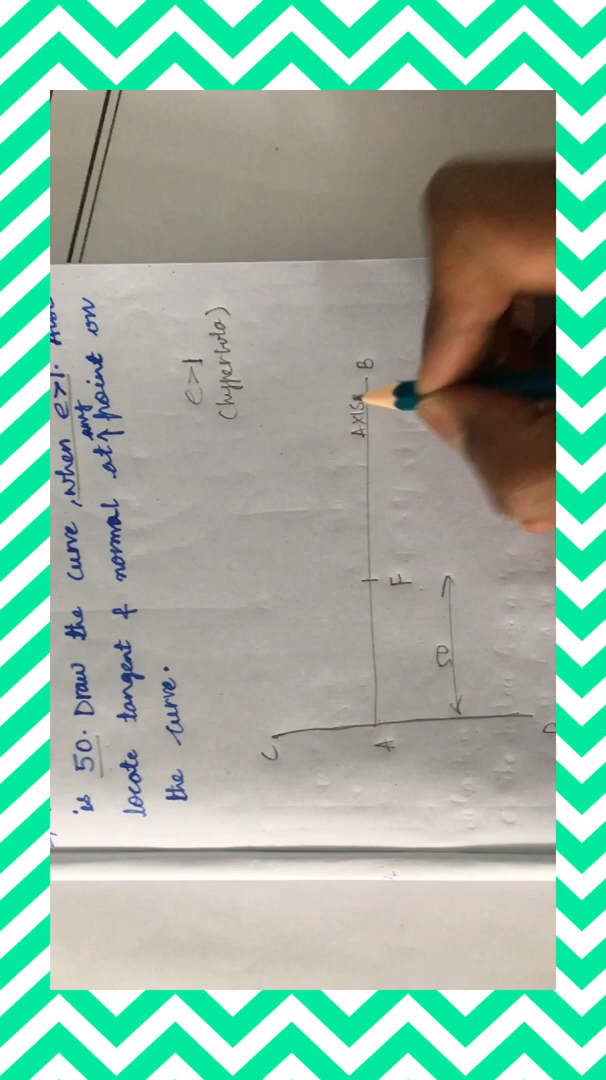 is 50. Draw the curve, when e>1. Also
locate tangent & normal at any point on
the curve.
e>1
(hyperbola)
C
A
50
F
AXIS
B
D